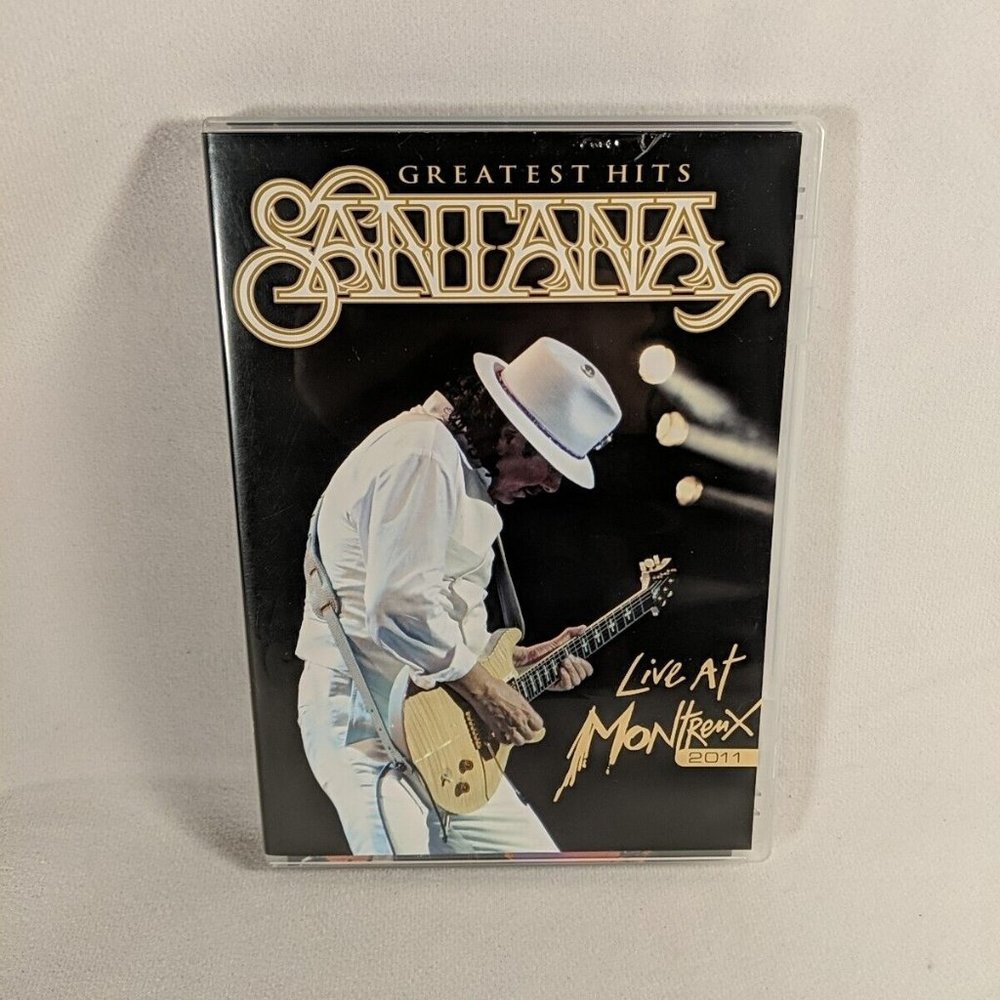 GREATEST HITS
SANTANA
Live At
Montreux
2011